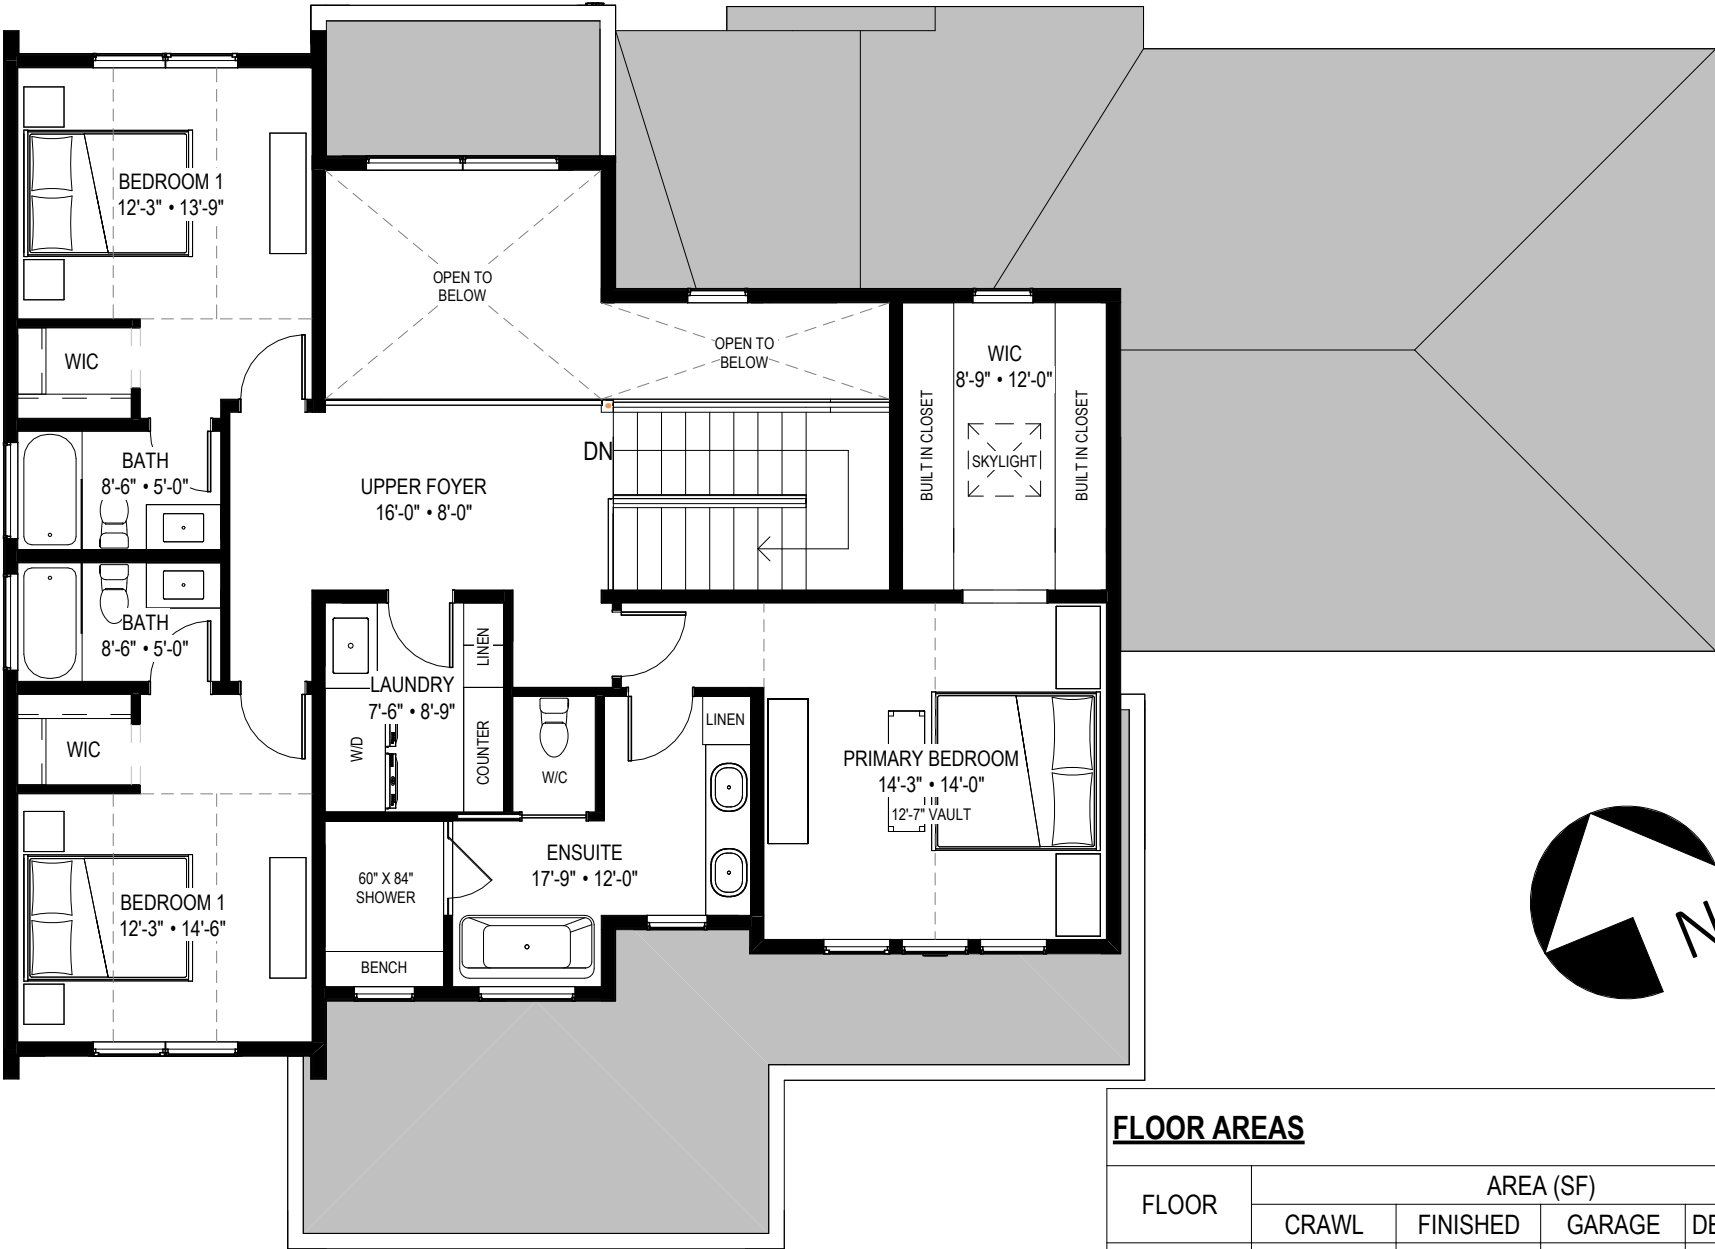 BEDROOM 1
12'-3" • 13'-9"
WIC
BATH
8'-6" • 5'-0"
BATH
8'-6" • 5'-0"
WIC
BEDROOM 1
12'-3" • 14'-6"
OPEN TO
BELOW
OPEN TO
BELOW
DN
UPPER FOYER
16'-0" • 8'-0"
WIC
8'-9" • 12'-0"
BUILT IN CLOSET
SKYLIGHT
BUILT IN CLOSET
LINEN
LAUNDRY
7'-6" • 8'-9"
W/D
COUNTER
W/C
LINEN
ENSUITE
17'-9" • 12'-0"
60" X 84"
SHOWER
BENCH
PRIMARY BEDROOM
14'-3" • 14'-0"
12'-7" VAULT
N
FLOOR AREAS
FLOOR
AREA (SF)
CRAWL
FINISHED
GARAGE